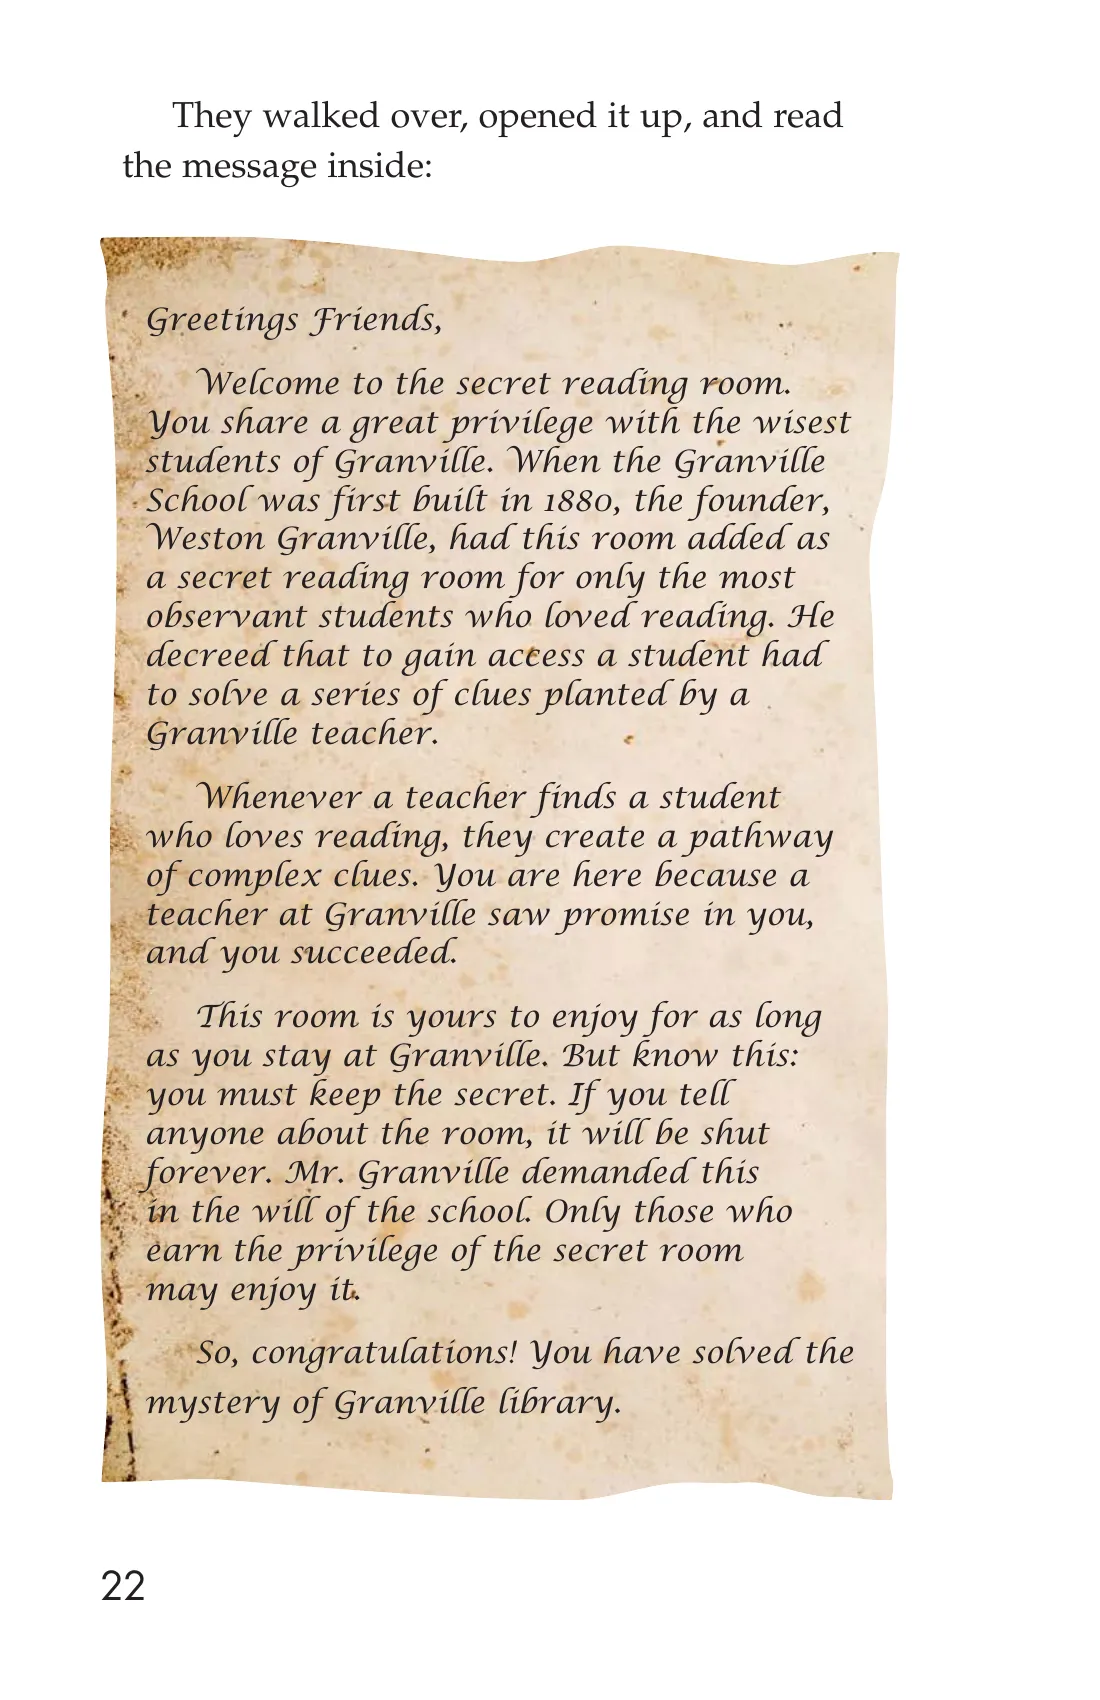 They walked over, opened it up, and read
the message inside:
Greetings Friends,
Welcome to the secret reading room.
You share a great privilege with the wisest
students of Granville. When the Granville
School was first built in 1880, the founder,
Weston Granville, had this room added as
a secret reading room for only the most
observant students who loved reading. He
decreed that to gain access a student had
to solve a series of clues planted by a
Granville teacher.
Whenever a teacher finds a student
who loves reading, they create a pathway
of complex clues. You are here because a
teacher at Granville saw promise in you,
and you succeeded.
This room is yours to enjoy for as long
as you stay at Granville. But know this:
you must keep the secret. If you tell
anyone about the room, it will be shut
forever. Mr. Granville demanded this
in the will of the school. Only those who
earn the privilege of the secret room
may enjoy it.
So, congratulations! You have solved the
mystery of Granville library.
22